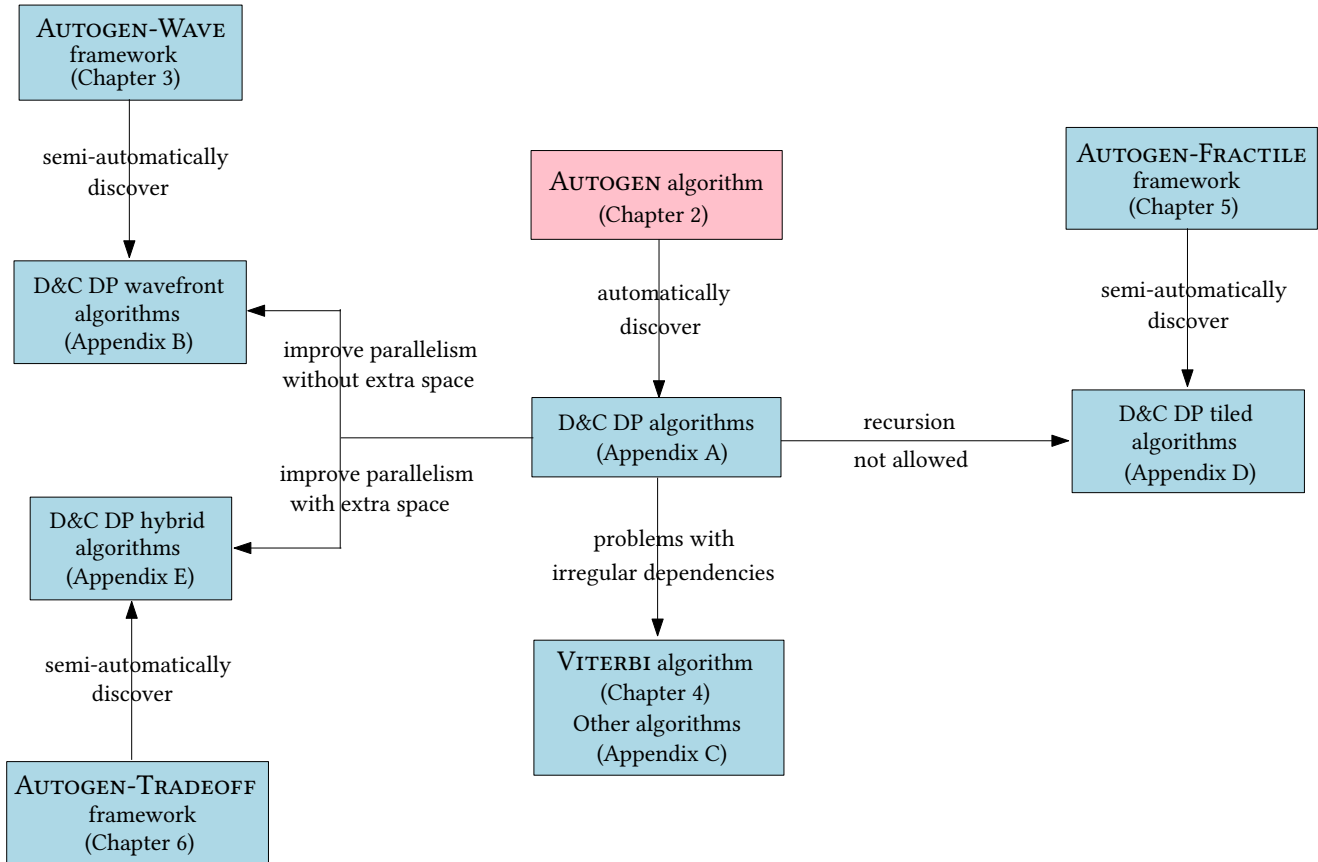 AUTOGEN-WAVE
framework
(Chapter 3)
semi-automatically
discover
AUTOGEN algorithm
(Chapter 2)
AUTOGEN-FRACTILE
framework
(Chapter 5)
D&C DP wavefront
algorithms
(Appendix B)
automatically
discover
semi-automatically
discover
improve parallelism
without extra space
D&C DP algorithms
(Appendix A)
recursion
not allowed
D&C DP tiled
algorithms
(Appendix D)
improve parallelism
with extra space
D&C DP hybrid
algorithms
(Appendix E)
problems with
irregular dependencies
semi-automatically
discover
VITERBI algorithm
(Chapter 4)
Other algorithms
(Appendix C)
AUTOGEN-TRADEOFF
framework
(Chapter 6)